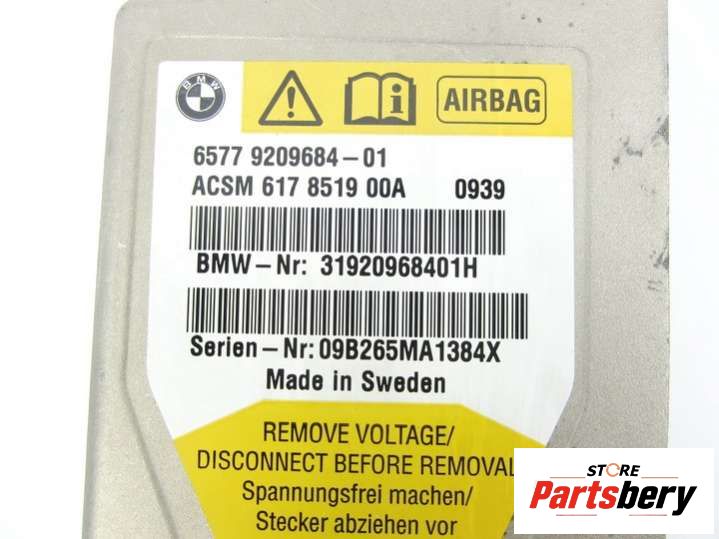 BMW
AIRBAG
6577 9209684-01
ACSM 617 8519 00A 0939
BMW-Nr: 31920968401H
Serien-Nr: 09B265MA1384X
Made in Sweden
REMOVE VOLTAGE/
DISCONNECT BEFORE REMOVAL
Spannungsfrei machen/
Stecker abziehen vor
STORE
Partsbery